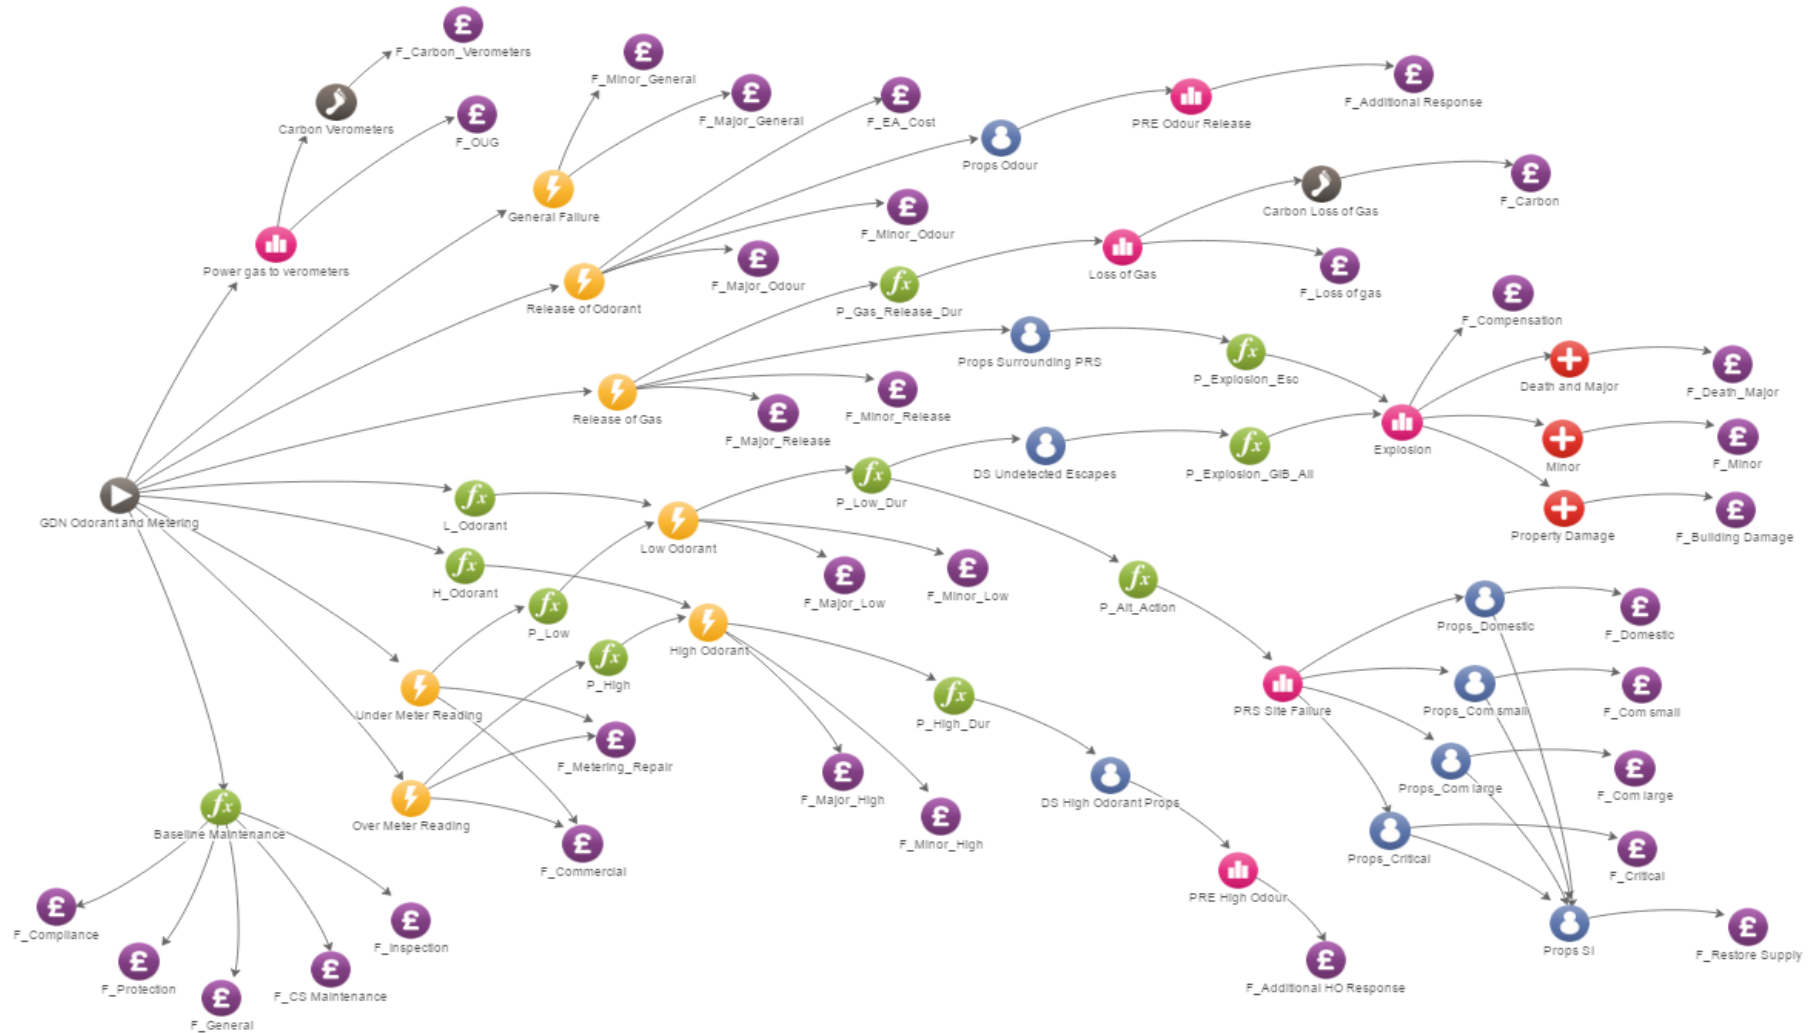 F_Carbon_Verometers
F_Minor_General
Carbon Verometers
F_OUG
F_Major_General
F_EA_Cost
F_Additional Response
PRE Odour Release
Props Odour
General Failure
F_Carbon
Carbon Loss of Gas
F_Minor_Odour
Power gas to verometers
F_Major_Odour
Loss of Gas
F_Loss of gas
Release of Odorant
P_Gas_Release_Dur
F_Compensation
Props Surrounding PRS
P_Explosion_Esc
Death and Major
F_Death_Major
Release of Gas
F_Minor_Release
F_Major_Release
Explosion
Minor
F_Minor
DS Undetected Escapes
P_Explosion_GIB_All
P_Low_Dur
GDN Odorant and Metering
L_Odorant
Low Odorant
Property Damage
F_Building Damage
H_Odorant
F_Major_Low
F_Minor_Low
P_Alt_Action
P_Low
Props_Domestic
F_Domestic
High Odorant
P_High
Under Meter Reading
P_High_Dur
PRS Site Failure
Props_Com small
F_Com small
F_Metering_Repair
Props_Com large
F_Com large
F_Major_High
DS High Odorant Props
Over Meter Reading
Baseline Maintenance
F_Minor_High
Props_Critical
F_Commercial
F_Critical
PRE High Odour
F_Compliance
F_Inspection
Props SI
F_Restore Supply
F_Protection
F_CS Maintenance
F_Additional HO Response
F_General